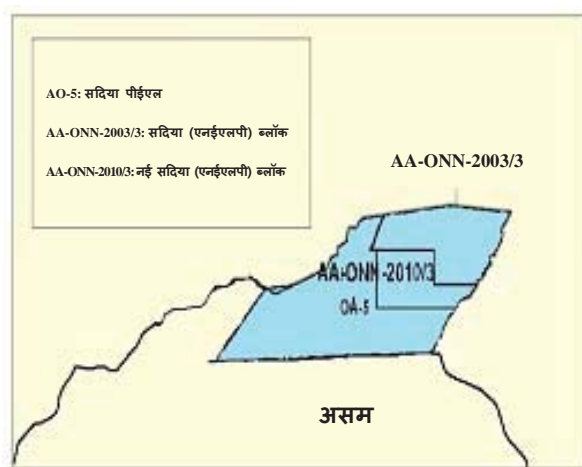 AO-5: सदिया पीईएल
AA-ONN-2003/3: सदिया (एनईएलपी) ब्लॉक
AA-ONN-2010/3: नई सदिया (एनईएलपी) ब्लॉक
AA-ONN-2003/3
AA-ONN-2010/3
OA-5
असम